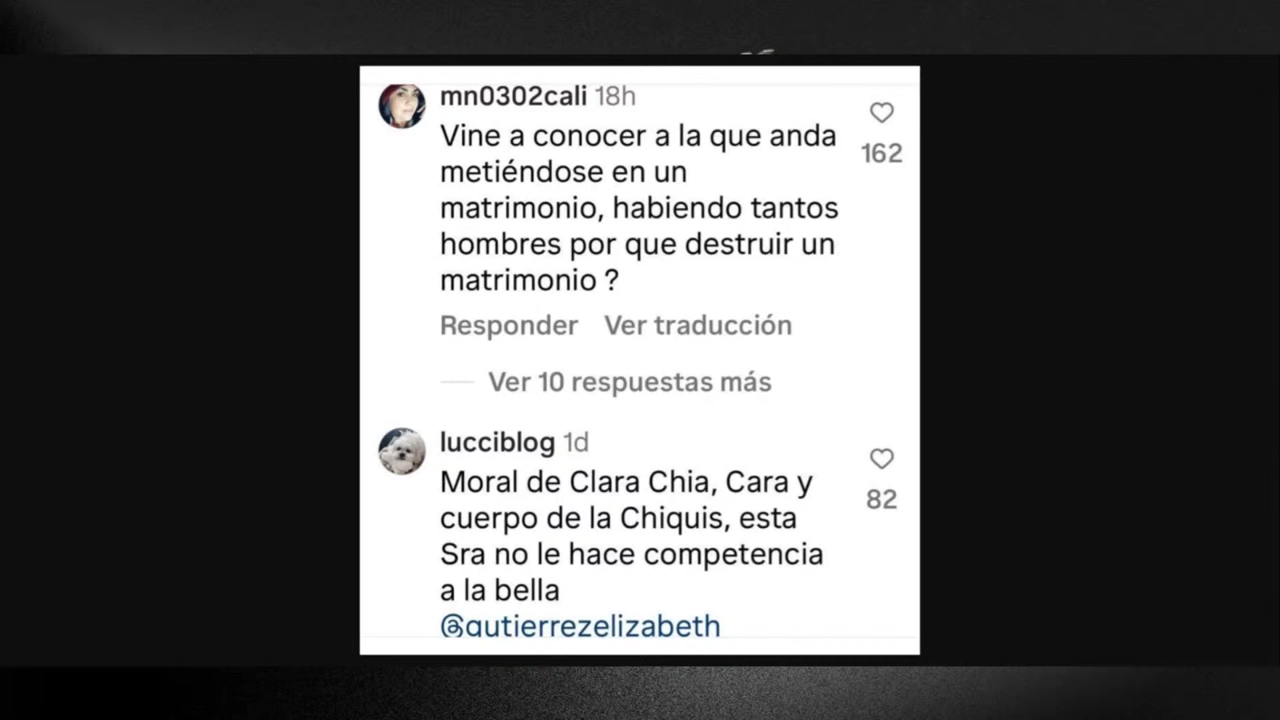 mn0302cali 18h
Vine a conocer a la que anda
metiéndose en un
matrimonio, habiendo tantos
hombres por que destruir un
matrimonio ?
162
Responder Ver traducción
Ver 10 respuestas más
lucciblog 1d
Moral de Clara Chia, Cara y
cuerpo de la Chiquis, esta
Sra no le hace competencia
a la bella
@gutierrezelizabeth
82